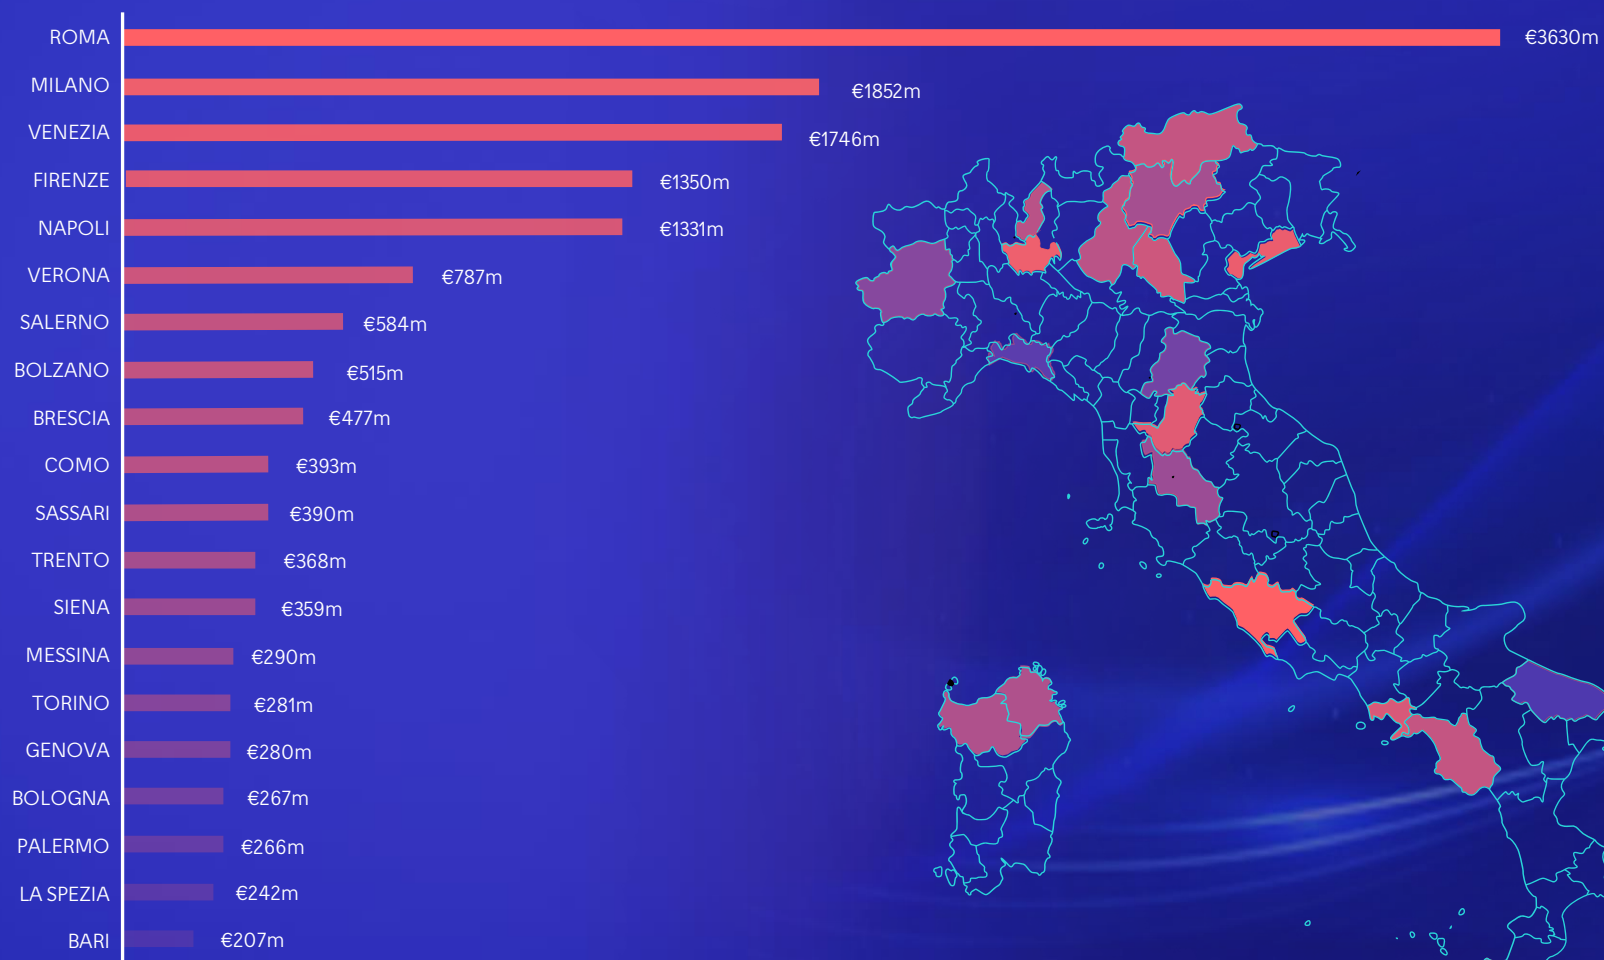 ROMA €3630m
MILANO €1852m
VENEZIA €1746m
FIRENZE €1350m
NAPOLI €1331m
VERONA €787m
SALERNO €584m
BOLZANO €515m
BRESCIA €477m
COMO €393m
SASSARI €390m
TRENTO €368m
SIENA €359m
MESSINA €290m
TORINO €281m
GENOVA €280m
BOLOGNA €267m
PALERMO €266m
LA SPEZIA €242m
BARI €207m